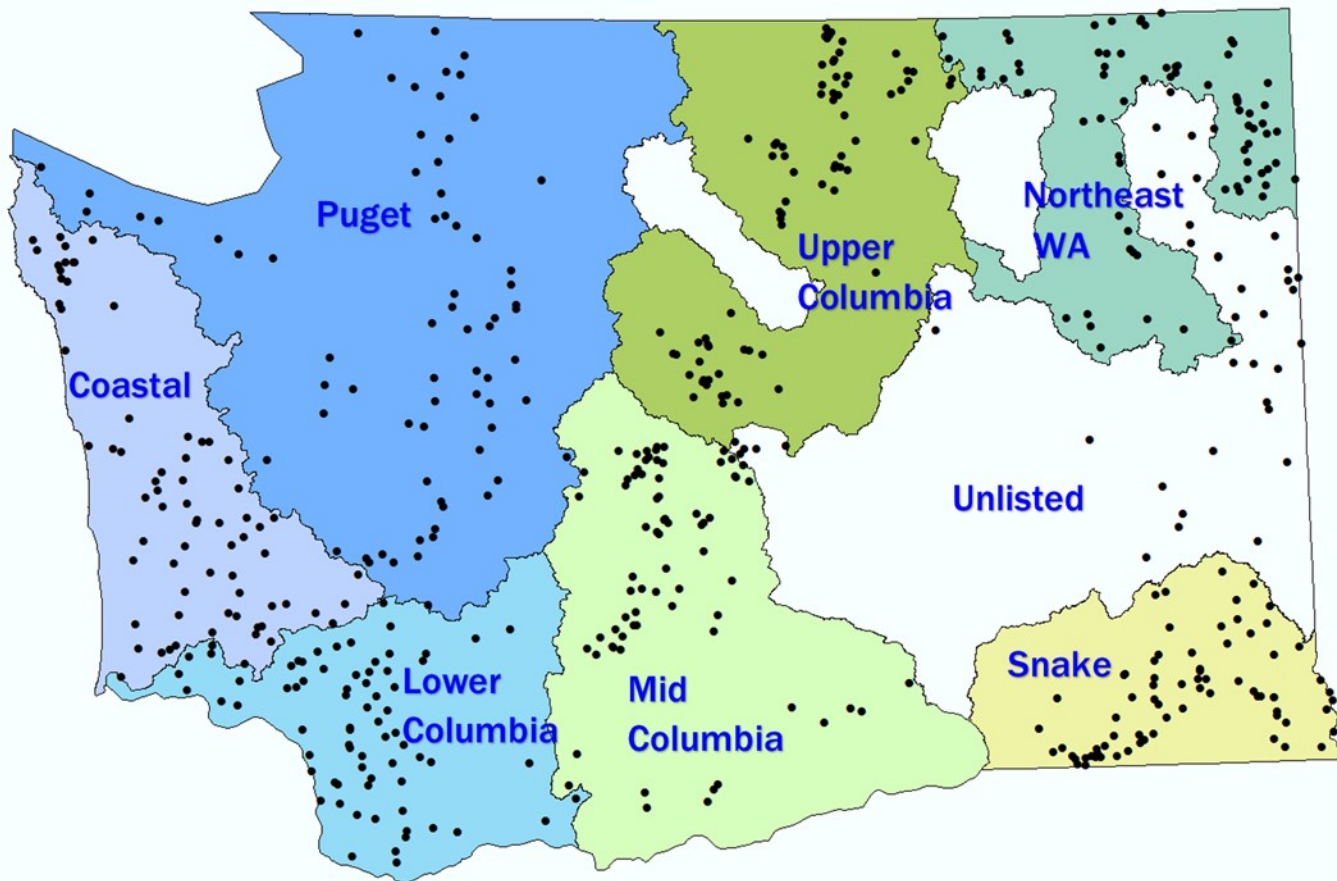 Puget
Northeast
WA
Upper
Columbia
Coastal
Unlisted
Lower
Columbia
Mid
Columbia
Snake